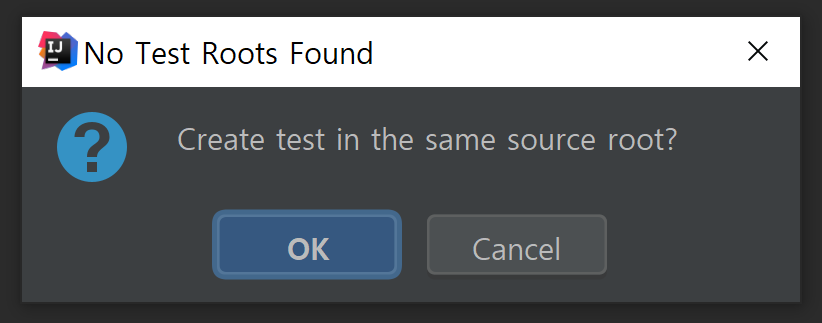 IJ
No Test Roots Found
Create test in the same source root?
OK
Cancel